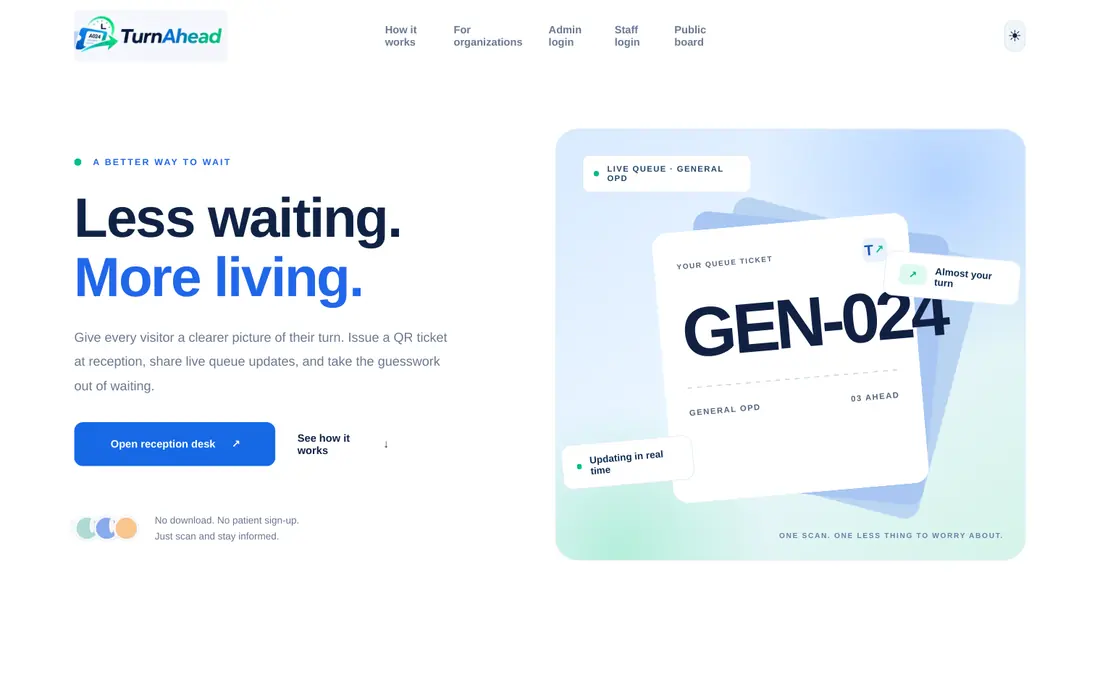 A024
TurnAhead
How it
works
For
organizations
Admin
login
Staff
login
Public
board
A BETTER WAY TO WAIT
Less waiting.
More living.
Give every visitor a clearer picture of their turn. Issue a QR ticket
at reception, share live queue updates, and take the guesswork
out of waiting.
Open reception desk ↗
See how it
works ↓
No download. No patient sign-up.
Just scan and stay informed.
LIVE QUEUE · GENERAL
OPD
YOUR QUEUE TICKET
T↗
↗ Almost your
turn
GEN-024
GENERAL OPD
03 AHEAD
Updating in real
time
ONE SCAN. ONE LESS THING TO WORRY ABOUT.